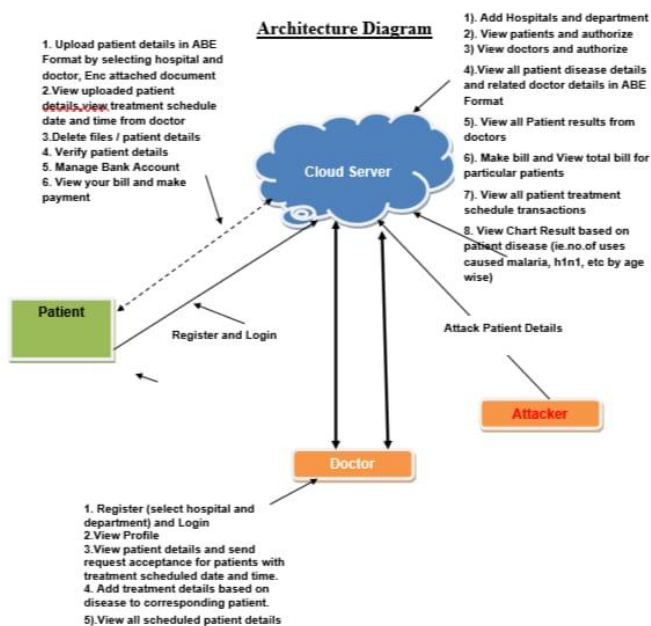 Architecture Diagram
1. Upload patient details in ABE
Format by selecting hospital and
doctor, Enc attached document
2.View uploaded patient
details,view treatment schedule
date and time from doctor
3.Delete files / patient details
4. Verify patient details
5. Manage Bank Account
6. View your bill and make
payment
1). Add Hospitals and department
2). View patients and authorize
3) View doctors and authorize
4).View all patient disease details
and related doctor details in ABE
Format
5). View all Patient results from
doctors
6). Make bill and View total bill for
particular patients
7). View all patient treatment
schedule transactions
8. View Chart Result based on
patient disease (ie.no.of uses
caused malaria, h1n1, etc by age
wise)
Cloud Server
Patient
Register and Login
Attack Patient Details
Attacker
Doctor
1. Register (select hospital and
department) and Login
2.View Profile
3.View patient details and send
request acceptance for patients with
treatment scheduled date and time.
4. Add treatment details based on
disease to corresponding patient.
5).View all scheduled patient details